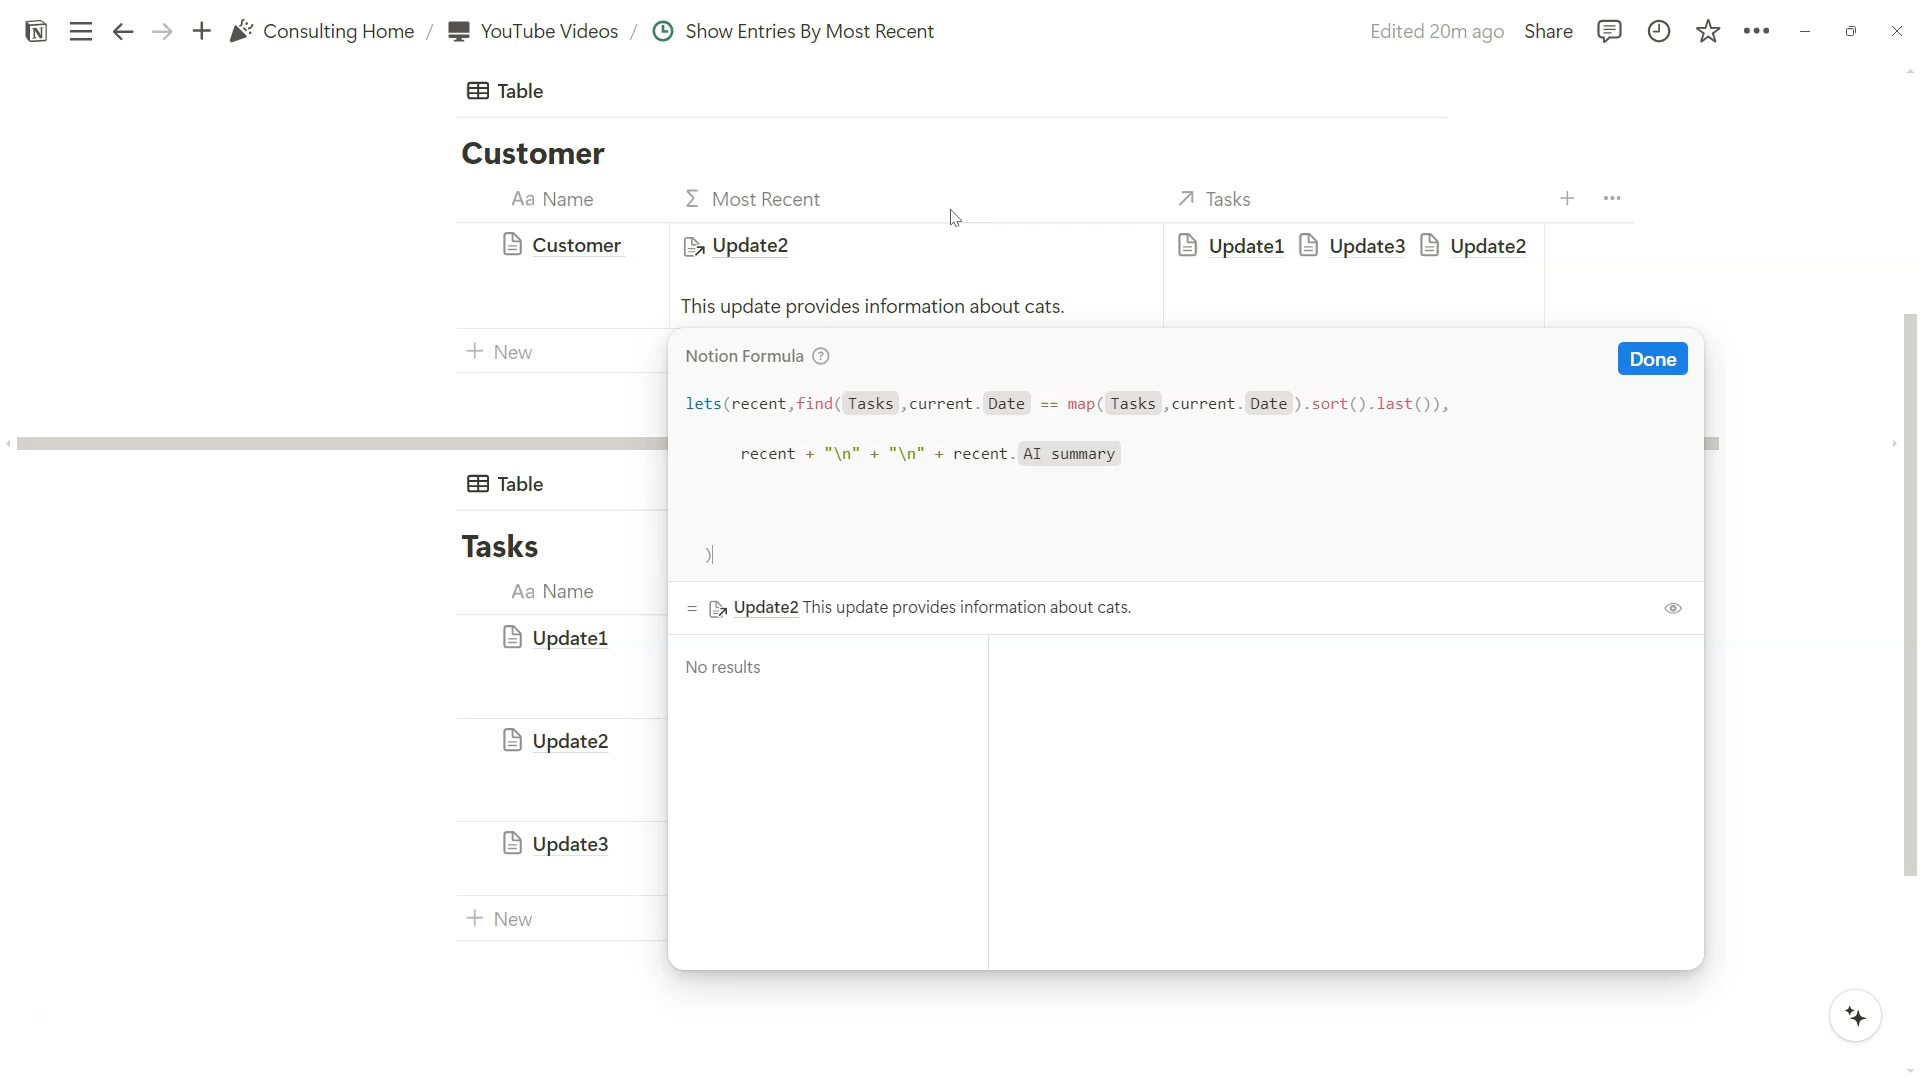 Consulting Home / YouTube Videos / Show Entries By Most Recent Edited 20m ago Share
Table
Customer
Aa Name Σ Most Recent Tasks
Customer Update2 Update1 Update3 Update2
This update provides information about cats.
+ New
Notion Formula ? Done
lets(recent,find( Tasks ,current. Date == map( Tasks ,current. Date ).sort().last()),
recent + "\n" + "\n" + recent. AI summary
)
Table
Tasks
Aa Name
= Update2 This update provides information about cats.
Update1
No results
Update2
Update3
+ New